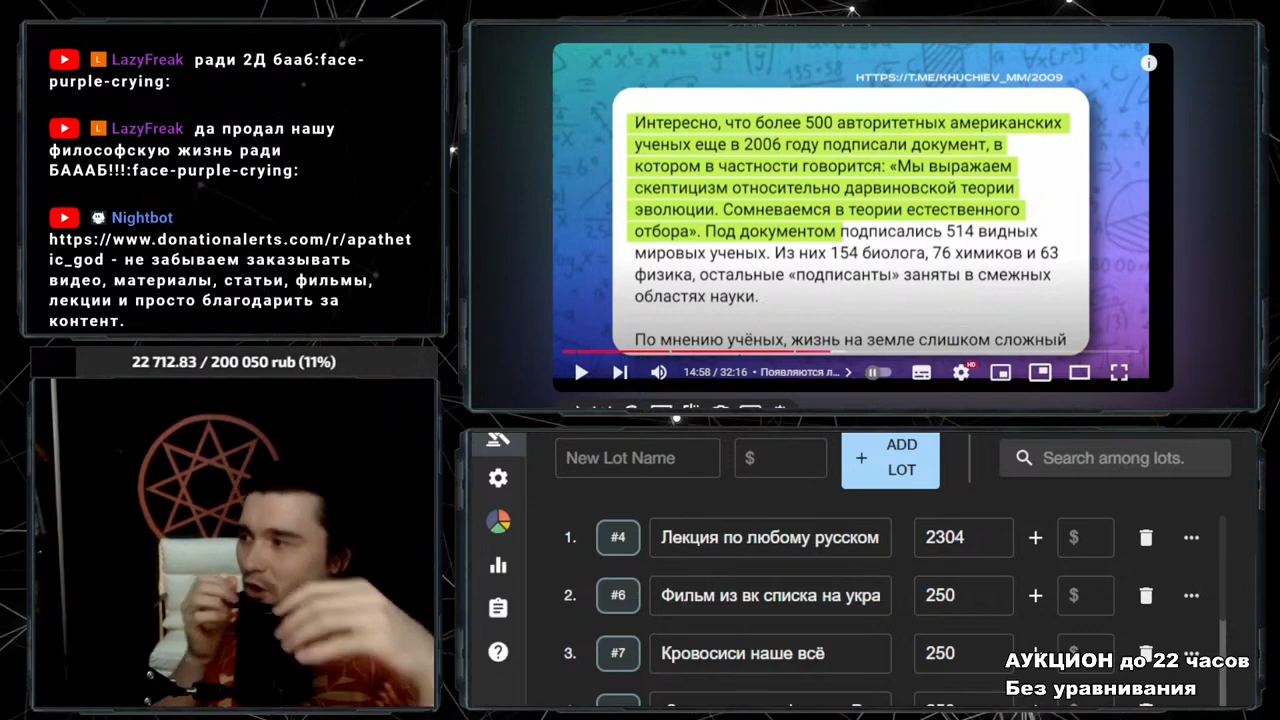 LazyFreak ради 2Д бааб:face-
purple-crying:
LazyFreak да продал нашу
философскую жизнь ради
БАААБ!!!:face-purple-crying:
Nightbot
https://www.donationalerts.com/r/apathet
ic_god - не забываем заказывать
видео, материалы, статьи, фильмы,
лекции и просто благодарить за
контент.
22 712.83 / 200 050 rub (11%)
HTTPS://T.ME/KHUCHIEV_MM/2009
Интересно, что более 500 авторитетных американских
ученых еще в 2006 году подписали документ, в
котором в частности говорится: «Мы выражаем
скептицизм относительно дарвиновской теории
эволюции. Сомневаемся в теории естественного
отбора». Под документом подписались 514 видных
мировых ученых. Из них 154 биолога, 76 химиков и 63
физика, остальные «подписанты» заняты в смежных
областях науки.
По мнению учёных, жизнь на земле слишком сложный
14:58 / 32:16 • Появляются л...
HD
New Lot Name
$
+ ADD
LOT
Search among lots.
1. #4 Лекция по любому русском 2304 + $
2. #6 Фильм из вк списка на укра 250 + $
3. #7 Кровосиси наше всё 250
АУКЦИОН до 22 часов
Без уравнивания